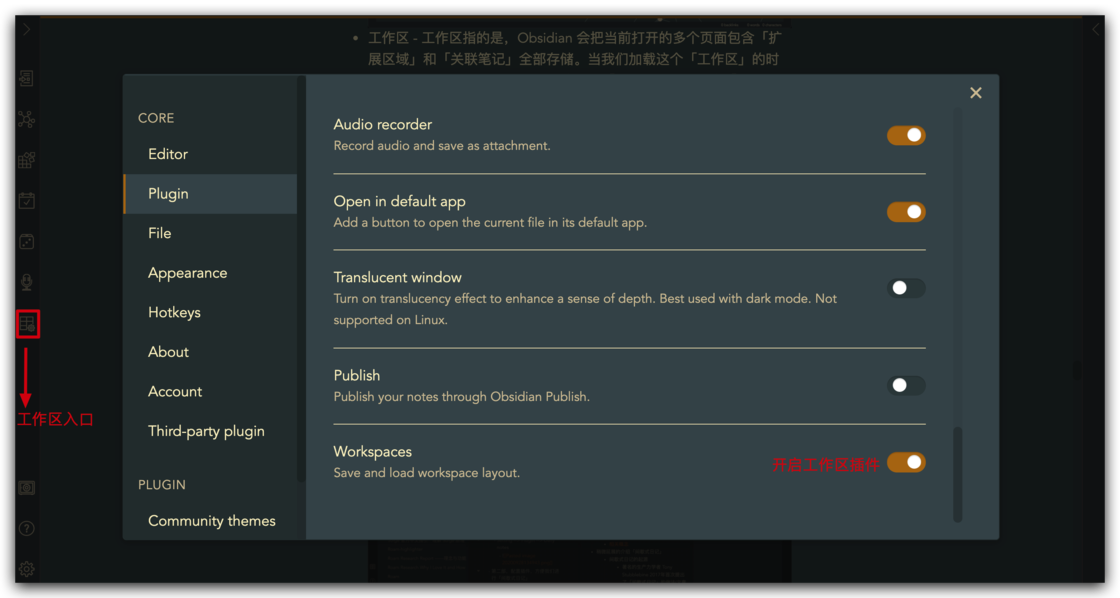 • 工作区 - 工作区指的是，Obsidian 会把当前打开的多个页面包含「扩
展区域」和「关联笔记」全部存储。当我们加载这个「工作区」的时
CORE
Editor
Plugin
File
Appearance
Hotkeys
About
Account
Third-party plugin
PLUGIN
Community themes
Audio recorder
Record audio and save as attachment.
Open in default app
Add a button to open the current file in its default app.
Translucent window
Turn on translucency effect to enhance a sense of depth. Best used with dark mode. Not
supported on Linux.
Publish
Publish your notes through Obsidian Publish.
Workspaces
Save and load workspace layout.
开启工作区插件
工作区入口